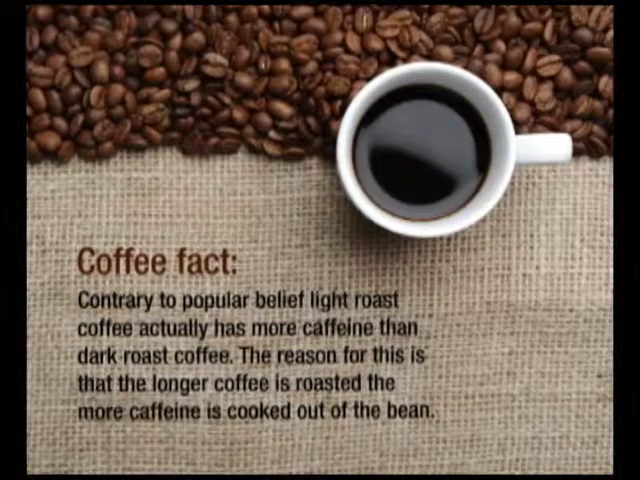 Coffee fact:
Contrary to popular belief light roast
coffee actually has more caffeine than
dark roast coffee. The reason for this is
that the longer coffee is roasted the
more caffeine is cooked out of the bean.